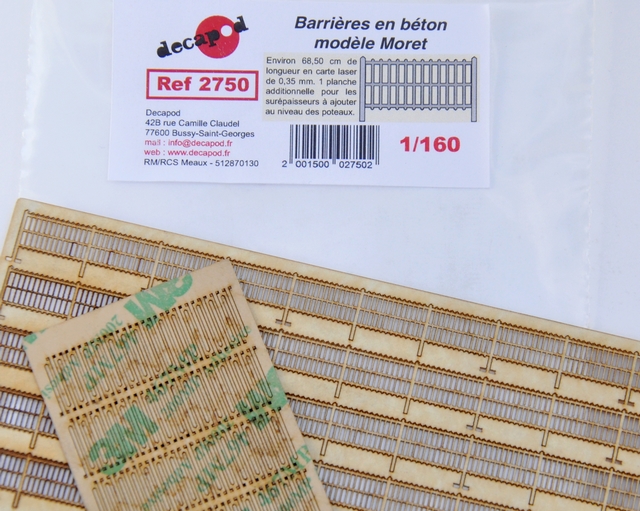 decapod
Barrières en béton
modèle Moret
Ref 2750
Environ 68,50 cm de
longueur en carte laser
de 0,35 mm. 1 planche
additionnelle pour les
surépaisseurs à ajouter
au niveau des poteaux.
Decapod
42B rue Camille Claudel
77600 Bussy-Saint-Georges
mail : info@decapod.fr
web : www.decapod.fr
RM/RCS Meaux - 512870130
2 001500 027502
1/160
3M